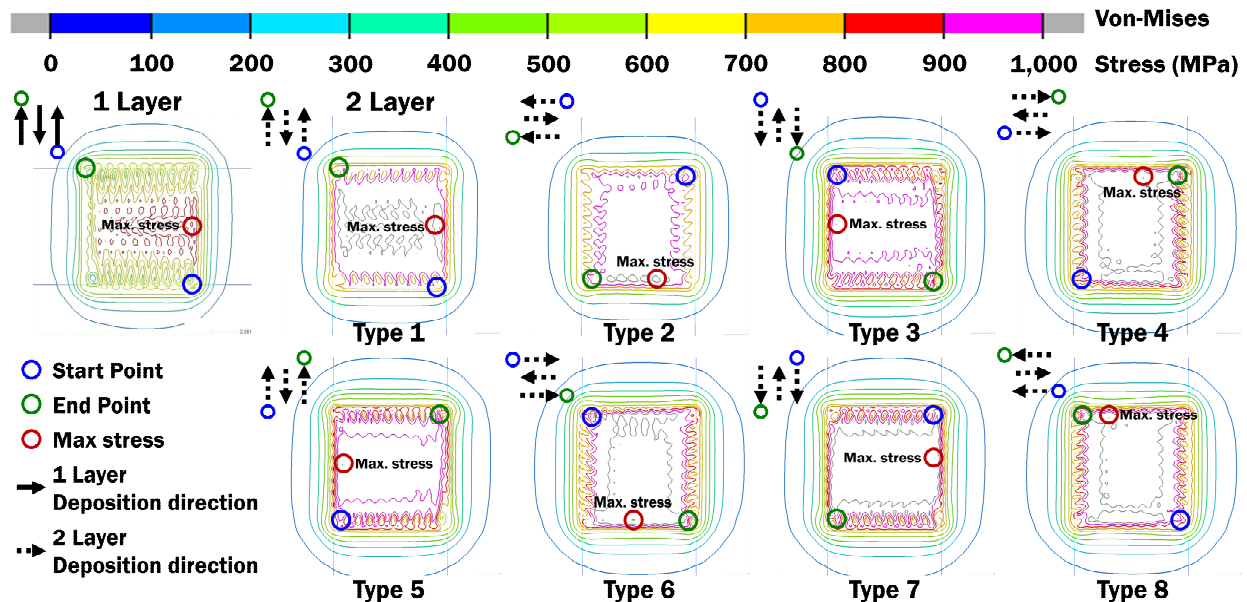 Von-Mises
0 100 200 300 400 500 600 700 800 900 1,000 Stress (MPa)
1 Layer
2 Layer
Max. stress
Max. stress
Max. stress
Max. stress
Max. stress
Type 1
Type 2
Type 3
Type 4
Start Point
End Point
Max stress
1 Layer
Deposition direction
2 Layer
Deposition direction
Max. stress
Max. stress
Max. stress
Max. stress
Type 5
Type 6
Type 7
Type 8